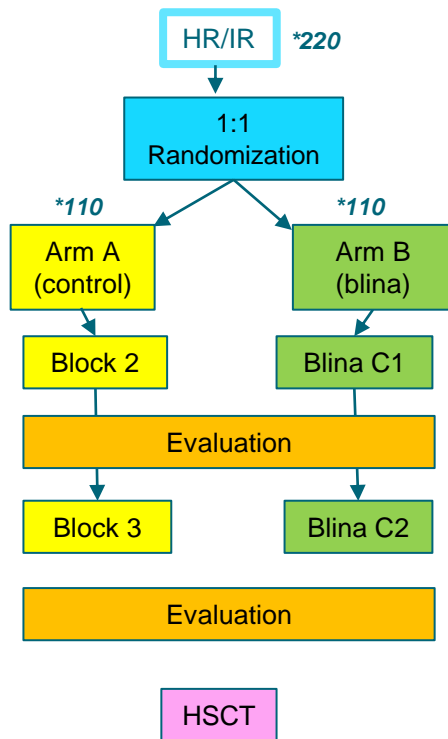 HR/IR
*220
1:1
Randomization
*110
*110
Arm A
(control)
Arm B
(blina)
Block 2
Blina C1
Evaluation
Block 3
Blina C2
Evaluation
HSCT